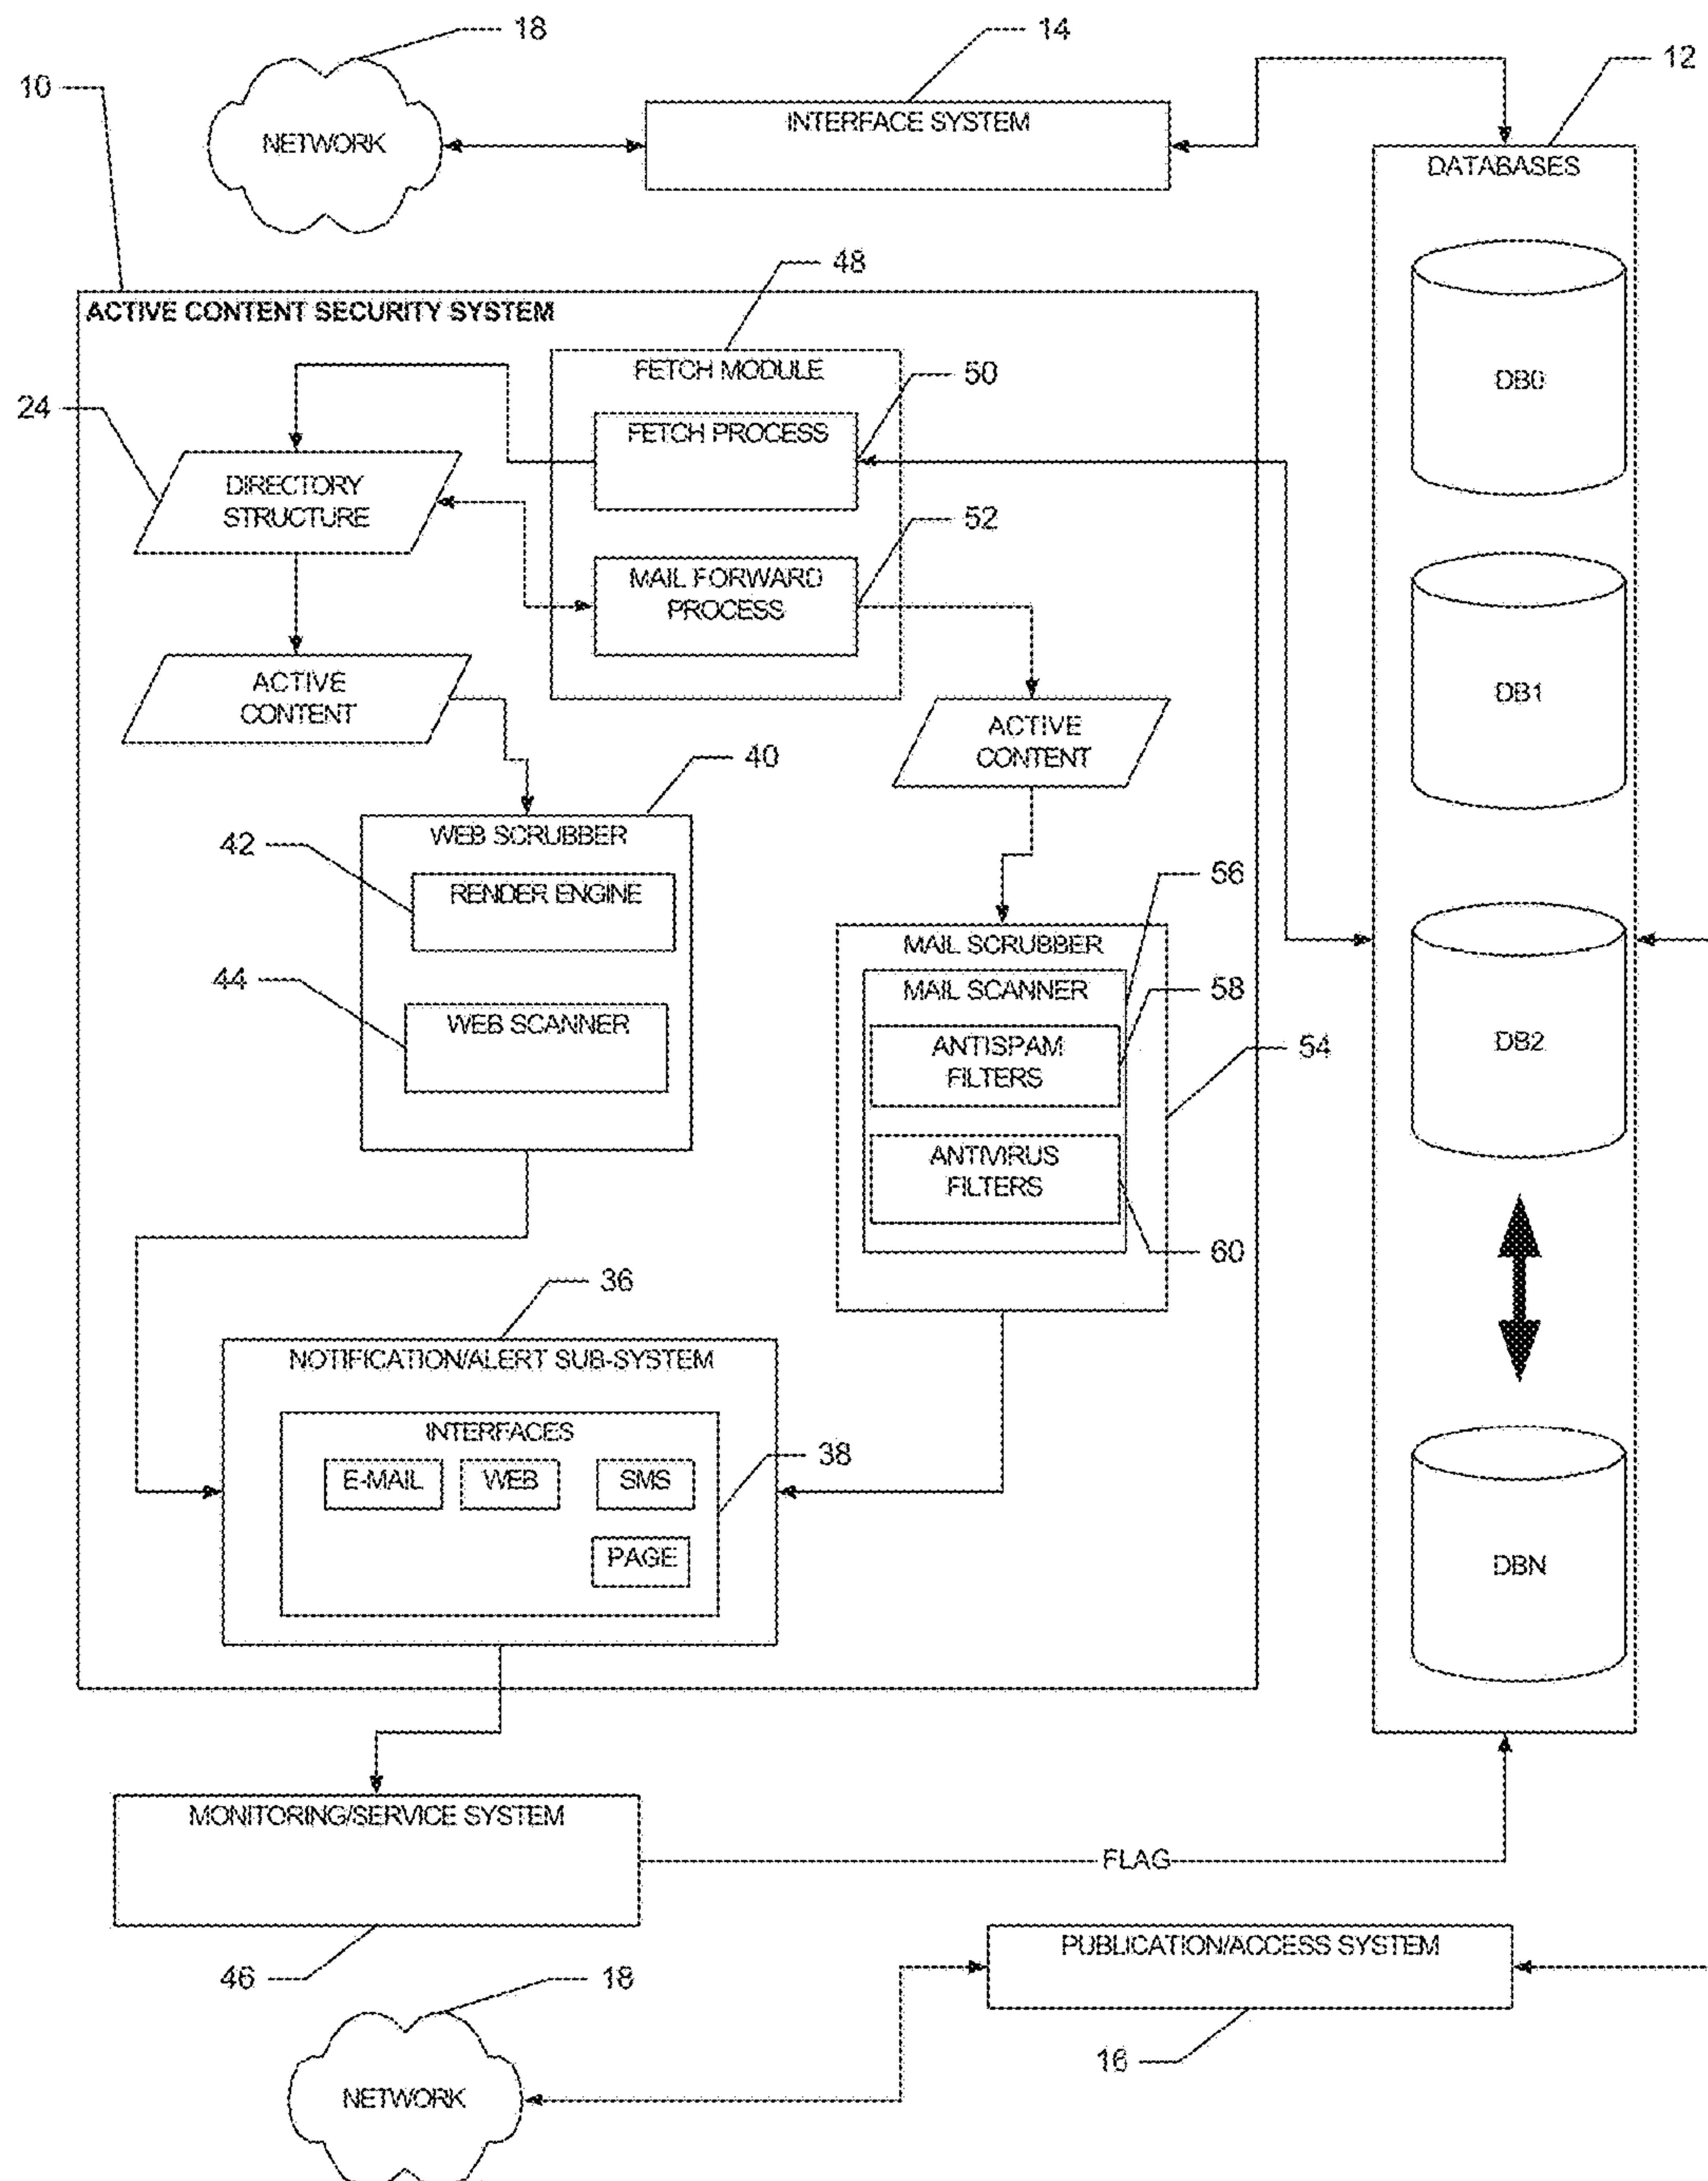 18
14
12
10
NETWORK
INTERFACE SYSTEM
DATABASES
48
ACTIVE CONTENT SECURITY SYSTEM
FETCH MODULE
50
DB0
24
FETCH PROCESS
DIRECTORY
STRUCTURE
52
MAIL FORWARD
PROCESS
ACTIVE
CONTENT
DB1
ACTIVE
CONTENT
40
42
WEB SCRUBBER
RENDER ENGINE
56
MAIL SCRUBBER
44
MAIL SCANNER
58
WEB SCANNER
ANTISPAM
FILTERS
54
DB2
ANTIVIRUS
FILTERS
60
36
NOTIFICATION/ALERT SUB-SYSTEM
INTERFACES
38
E-MAIL
WEB
SMS
PAGE
DBN
MONITORING/SERVICE SYSTEM
FLAG
PUBLICATION/ACCESS SYSTEM
46
18
16
NETWORK